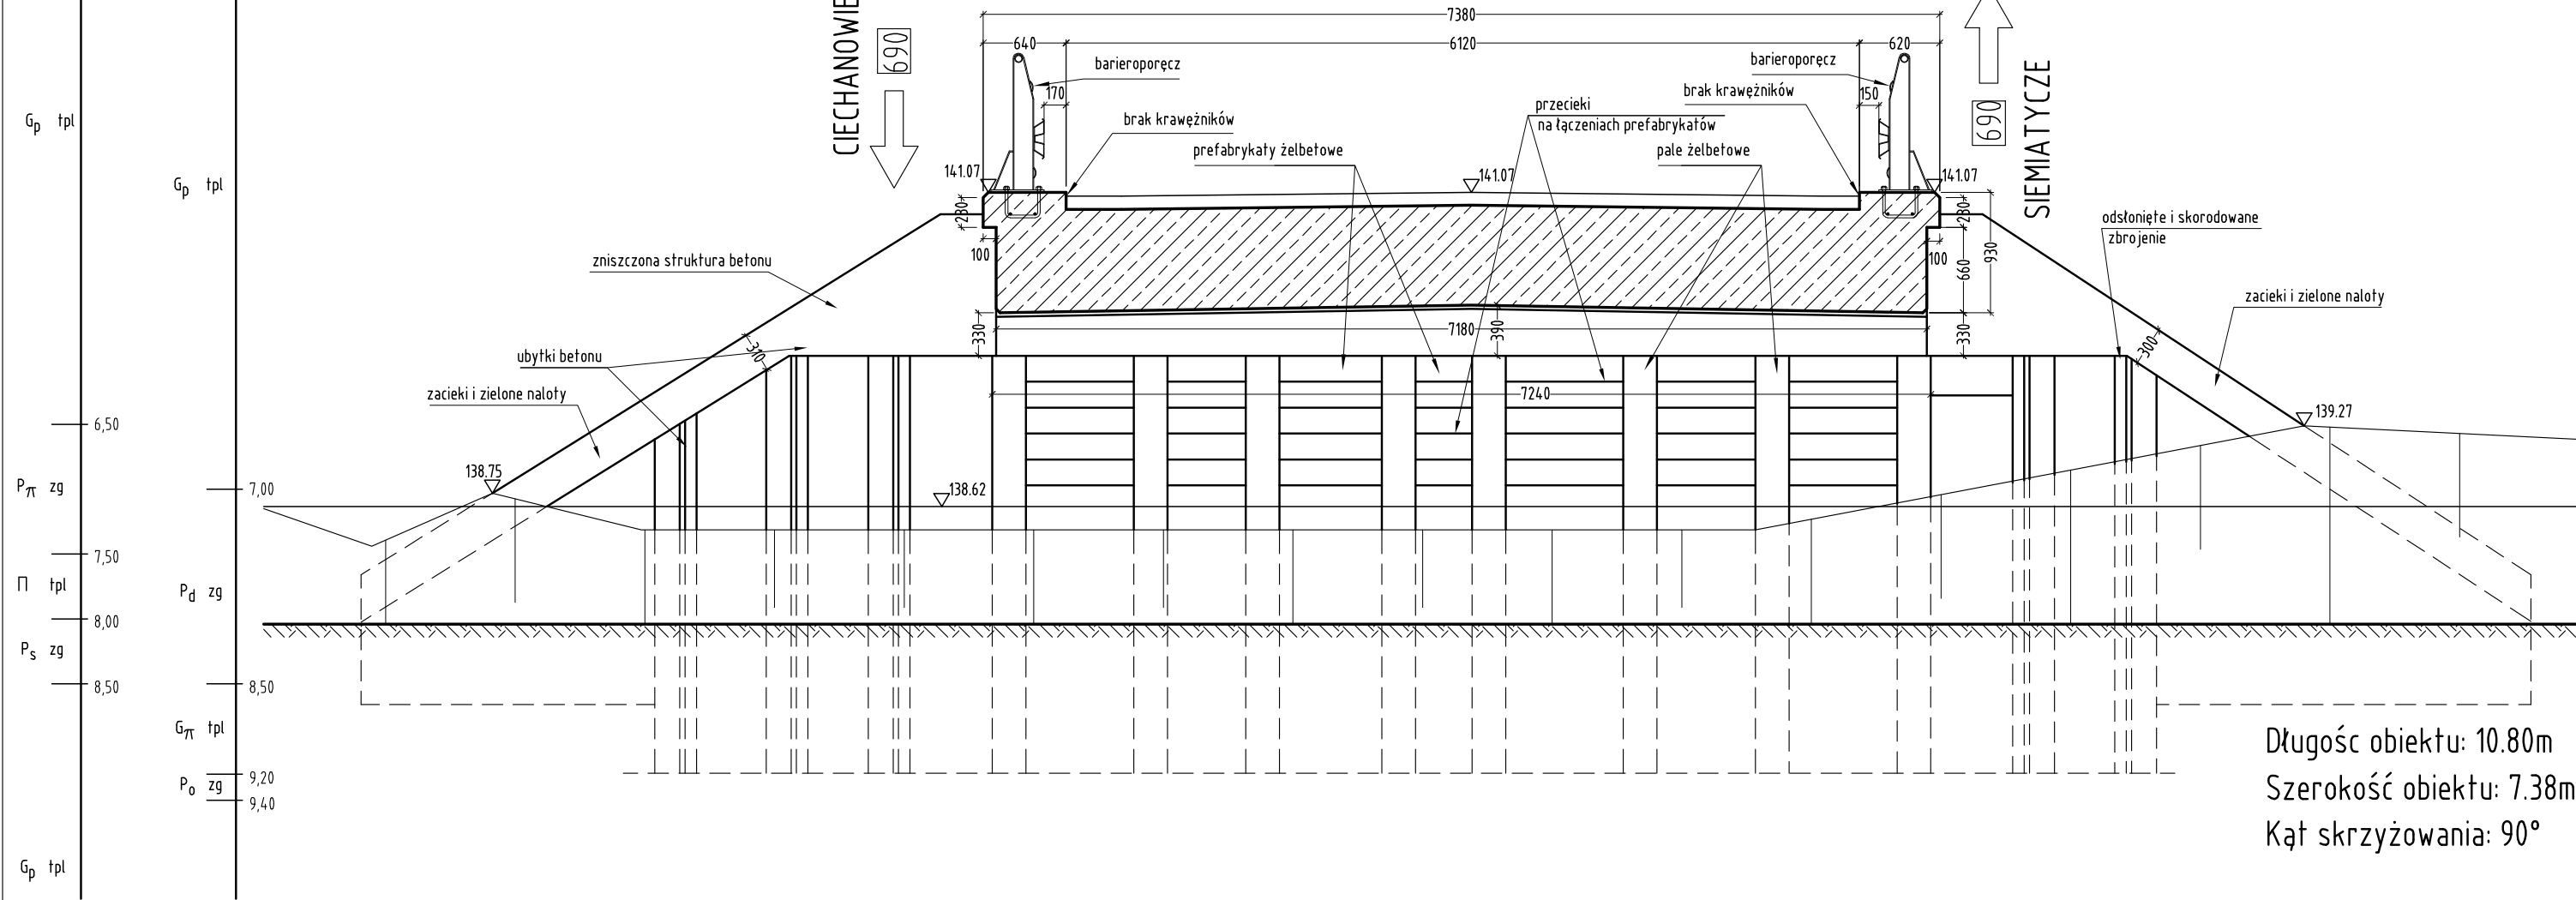 7380
640
6120
620
CIECHANOWIE
690
barieroporęcz
170
brak krawężników
prefabrykaty żelbetowe
przecieki
na łączeniach prefabrykatów
barieroporęcz
brak krawężników
150
pale żelbetowe
690
SIEMIATYCZE
141.07
141.07
141.07
230
100
230
100
660
930
330
odsłonięte i skorodowane
zbrojenie
zacieki i zielone naloty
zniszczona struktura betonu
330
7180
390
310
300
ubytki betonu
zacieki i zielone naloty
7240
138.75
138.62
139.27
Gp tpl
6,50
Pπ zg
7,50
Π tpl
8,00
Ps zg
8,50
Gp tpl
Gp tpl
7,00
Pd zg
8,50
Gπ tpl
9,20
Po zg
9,40
Długośc obiektu: 10.80m
Szerokość obiektu: 7.38m
Kąt skrzyżowania: 90°